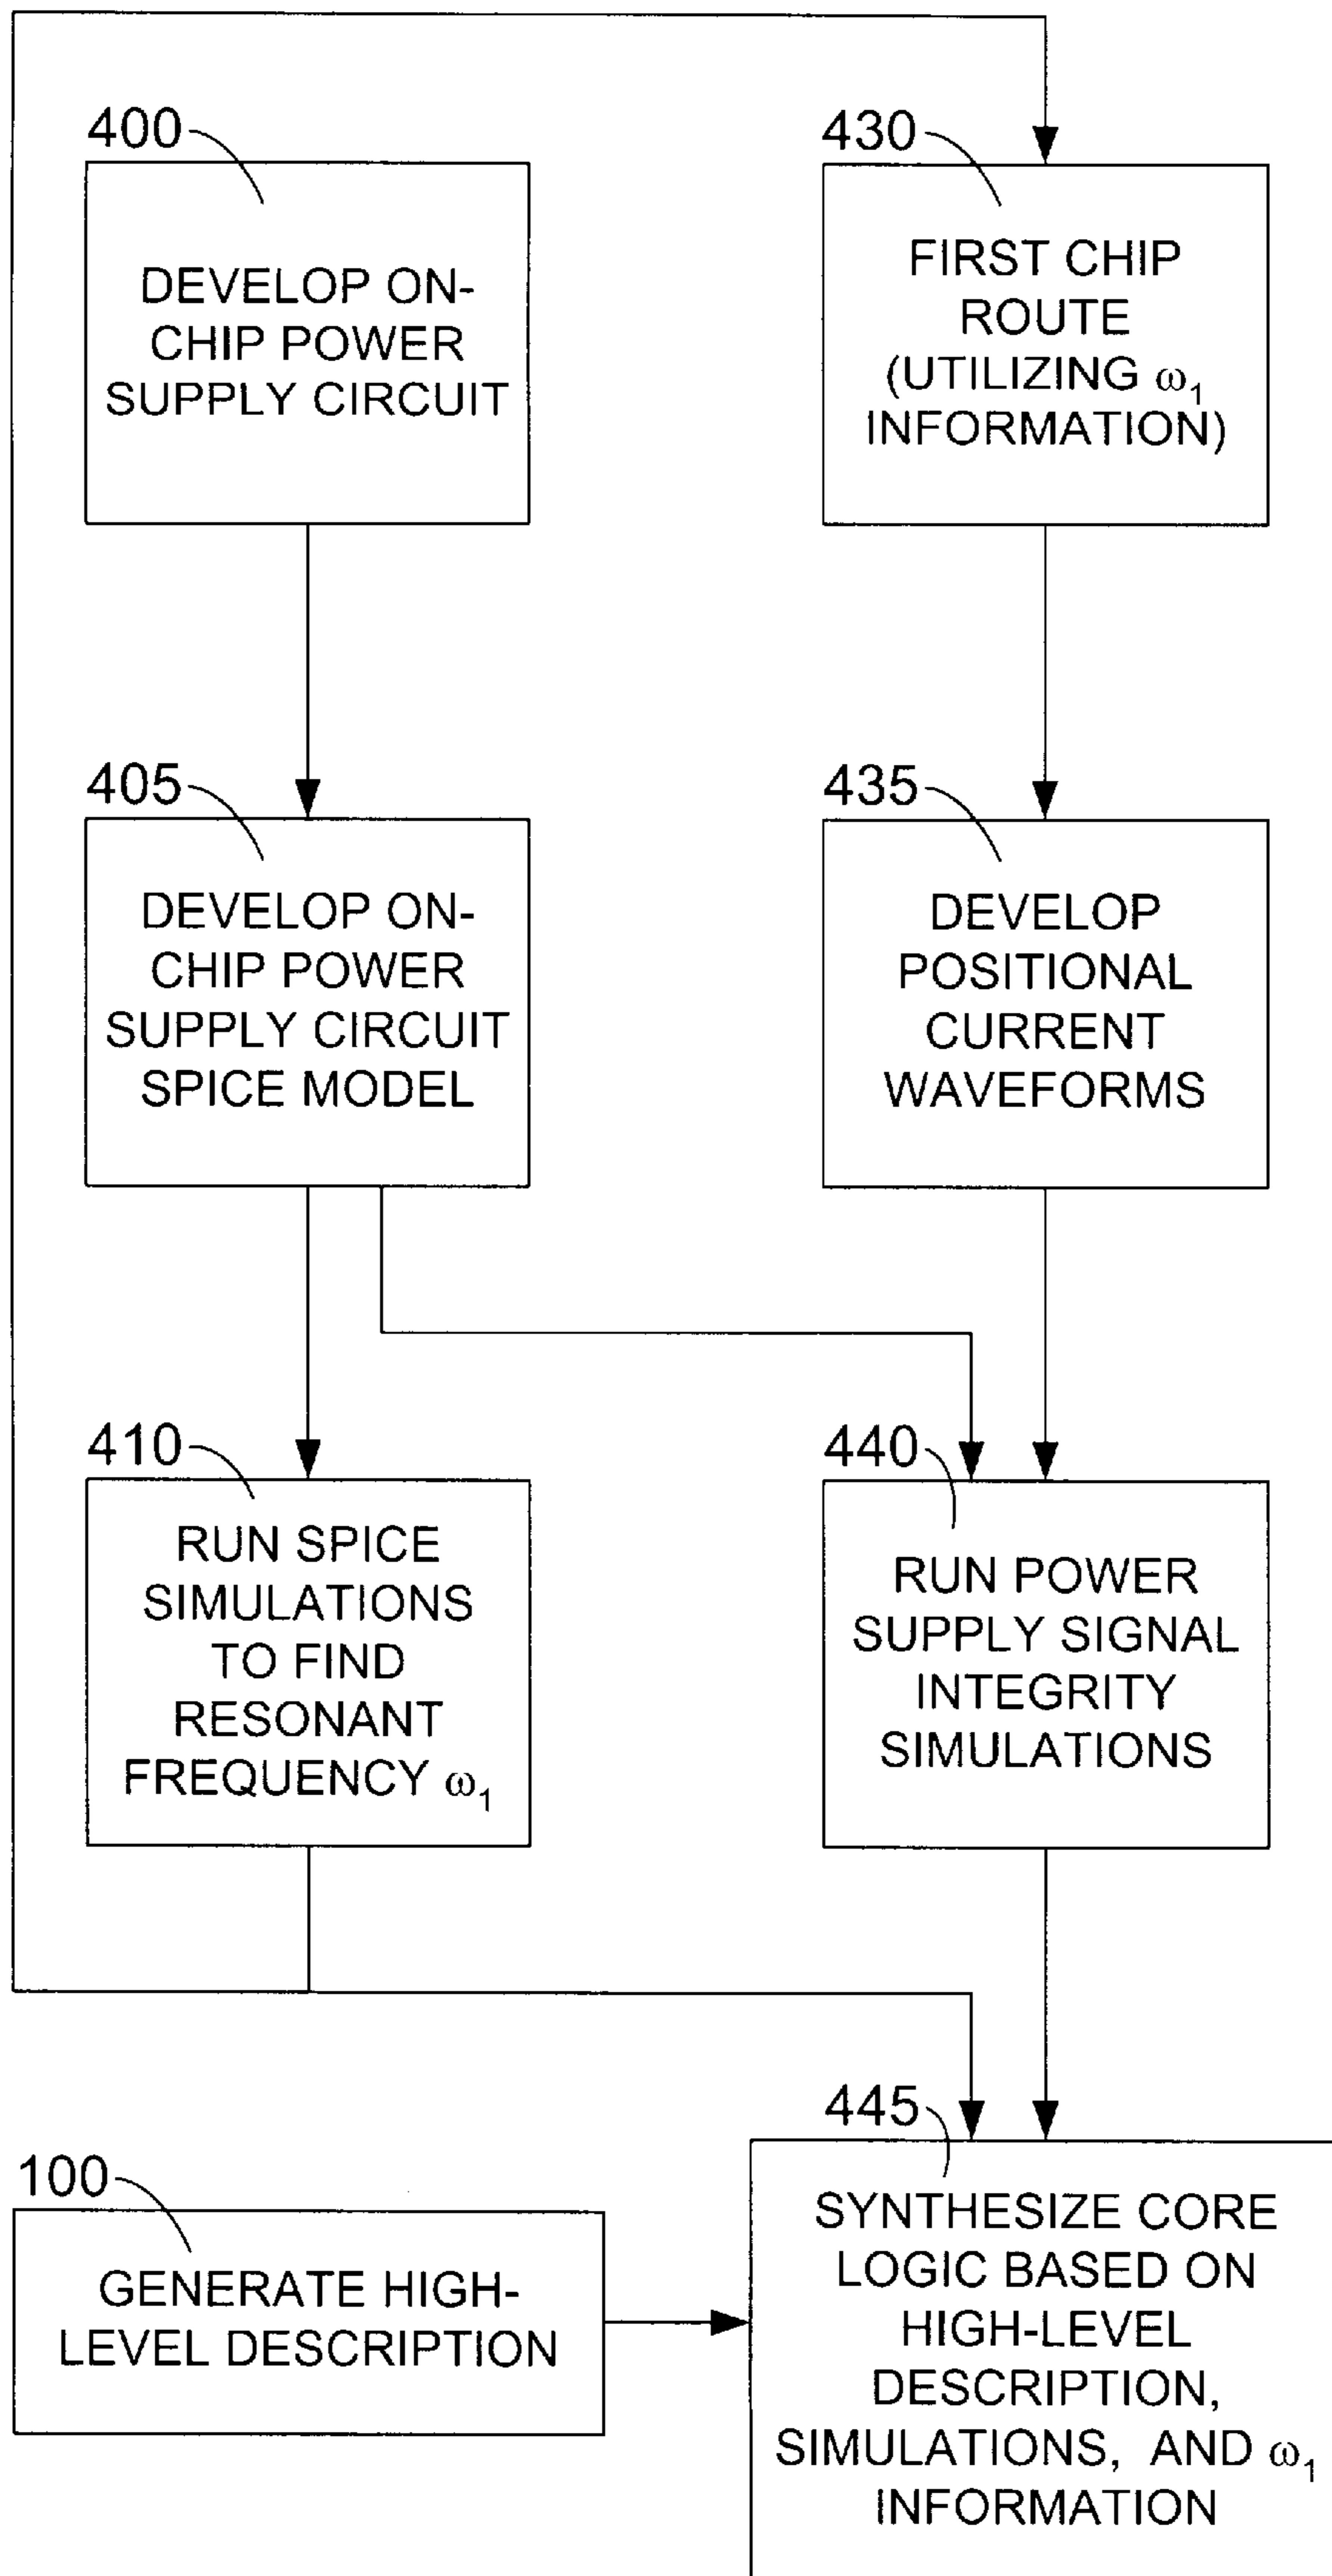 400
DEVELOP ON-
CHIP POWER
SUPPLY CIRCUIT
430
FIRST CHIP
ROUTE
(UTILIZING ω₁
INFORMATION)
405
DEVELOP ON-
CHIP POWER
SUPPLY CIRCUIT
SPICE MODEL
435
DEVELOP
POSITIONAL
CURRENT
WAVEFORMS
410
RUN SPICE
SIMULATIONS
TO FIND
RESONANT
FREQUENCY ω₁
440
RUN POWER
SUPPLY SIGNAL
INTEGRITY
SIMULATIONS
100
GENERATE HIGH-
LEVEL DESCRIPTION
445
SYNTHESIZE CORE
LOGIC BASED ON
HIGH-LEVEL
DESCRIPTION,
SIMULATIONS, AND ω₁
INFORMATION